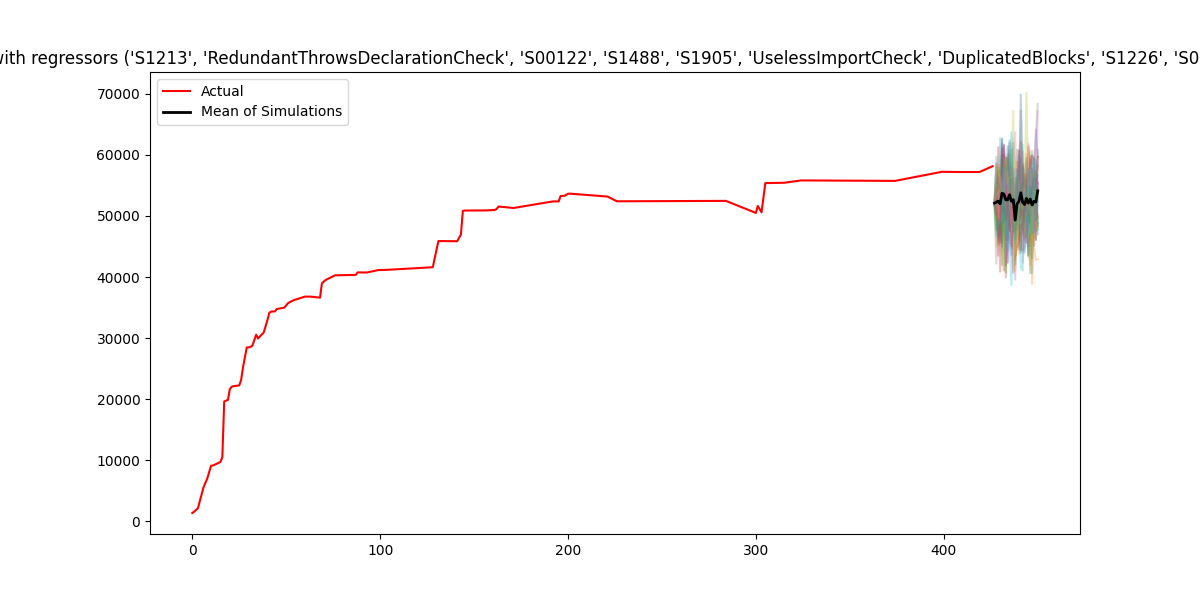 with regressors ('S1213', 'RedundantThrowsDeclarationCheck', 'S00122', 'S1488', 'S1905', 'UselessImportCheck', 'DuplicatedBlocks', 'S1226', 'S0
Actual
Mean of Simulations
70000
60000
50000
40000
30000
20000
10000
0
0 100 200 300 400